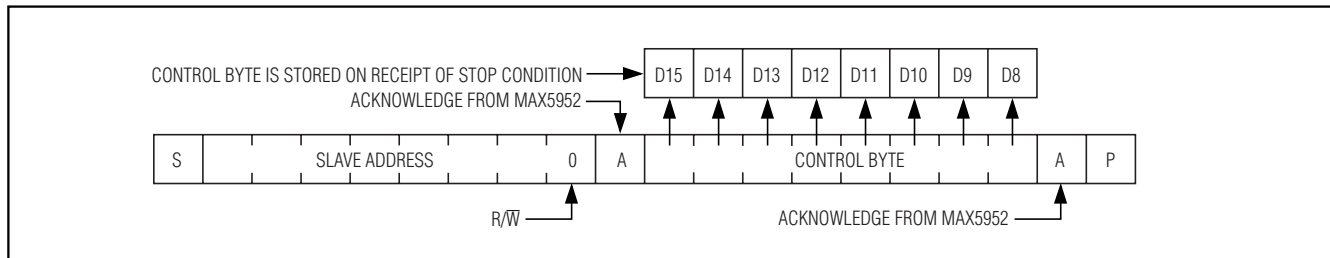 D15 D14 D13 D12 D11 D10 D9 D8
CONTROL BYTE IS STORED ON RECEIPT OF STOP CONDITION
ACKNOWLEDGE FROM MAX5952
S SLAVE ADDRESS 0 A CONTROL BYTE A P
R/W̅ ACKNOWLEDGE FROM MAX5952